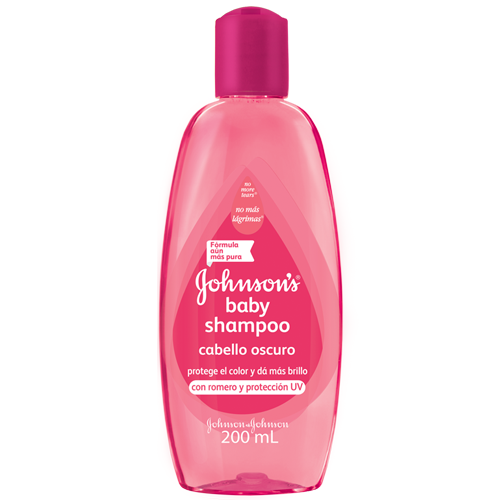 no
more
tears®
no más
lágrimas®
Fórmula
aún
más pura
Johnson's®
baby
shampoo
cabello oscuro
protege el color y dá más brillo
con romero y protección UV
Johnson & Johnson
200 mL